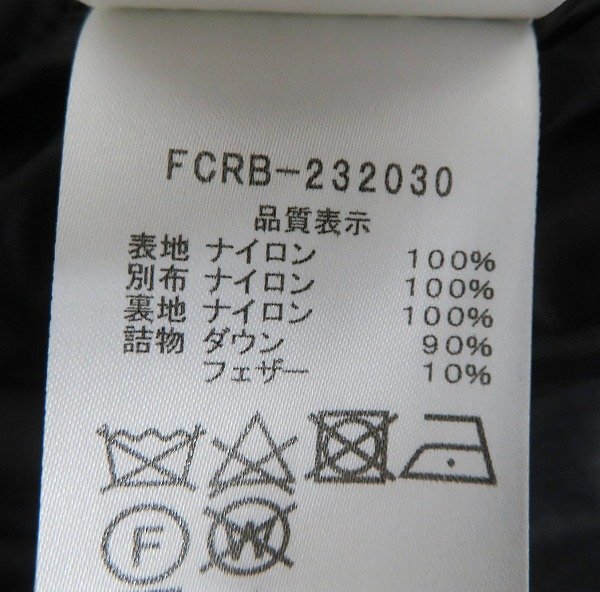 FCRB-232030
品質表示
表地 ナイロン 100%
別布 ナイロン 100%
裏地 ナイロン 100%
詰物 ダウン 90%
フェザー 10%
F W